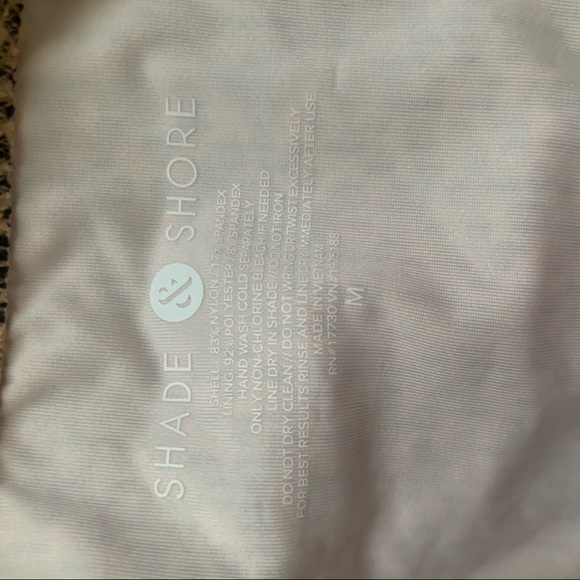 SHADE & SHORE
SHELL: 83% NYLON / 17% SPANDEX
LINING: 92% POLYESTER / 8% SPANDEX
HAND WASH COLD SEPARATELY
ONLY NON-CHLORINE BLEACH IF NEEDED
LINE DRY IN SHADE // DO NOT IRON
DO NOT DRY CLEAN // DO NOT WRING OR TWIST EXCESSIVELY
FOR BEST RESULTS RINSE AND LINE DRY IMMEDIATELY AFTER USE
MADE IN VIETNAM
RN#17730
M